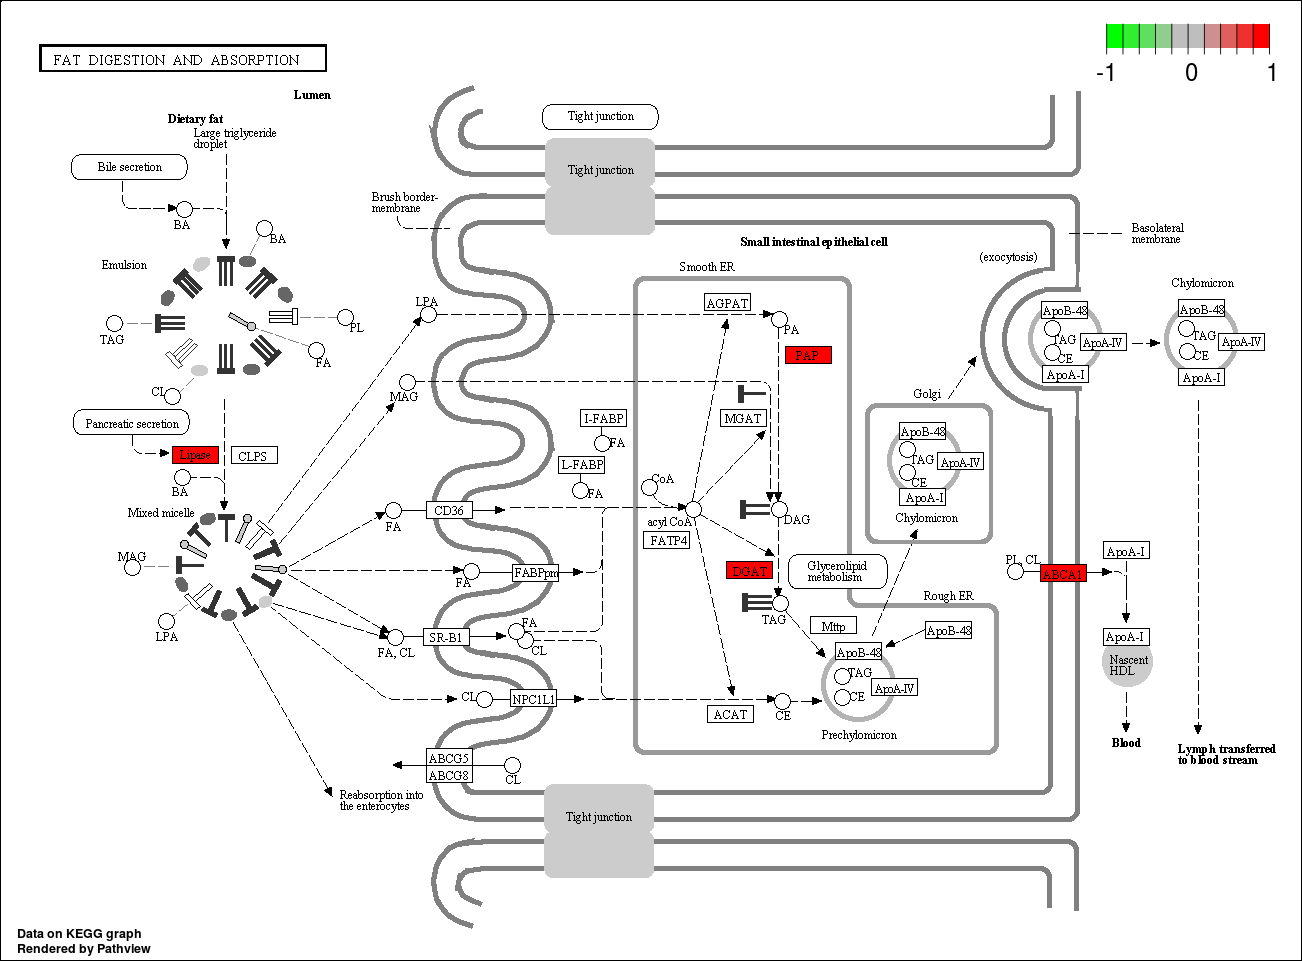 FAT DIGESTION AND ABSORPTION
-1
0
1
Lumen
Dietary fat
Large triglyceride
droplet
Bile secretion
BA
BA
Emulsion
TAG
PL
FA
CL
Pancreatic secretion
Lipase
CLPS
BA
Mixed micelle
MAG
LPA
Brush border-
membrane
LPA
MAG
FA
CD36
FA
FABPpm
FA, CL
SR-B1
FA
CL
CL
NPC1L1
ABCG5
ABCG8
CL
Reabsorption into
the enterocytes
Tight junction
Tight junction
Tight junction
Small intestinal epithelial cell
Smooth ER
AGPAT
PA
PAP
MGAT
I-FABP
FA
L-FABP
FA
CoA
acyl CoA
FATP4
DAG
DGAT
Glycerolipid
metabolism
TAG
Mttp
Rough ER
ApoB-48
ApoB-48
TAG
ApoA-IV
CE
Prechylomicron
ACAT
CE
Golgi
ApoB-48
TAG
ApoA-IV
CE
ApoA-I
Chylomicron
(exocytosis)
Basolateral
membrane
ApoB-48
TAG
ApoA-IV
CE
ApoA-I
Chylomicron
ApoB-48
TAG
ApoA-IV
CE
ApoA-I
PL, CL
ABCA1
ApoA-I
ApoA-I
Nascent
HDL
Blood
Lymph transferred
to blood stream
Data on KEGG graph
Rendered by Pathview